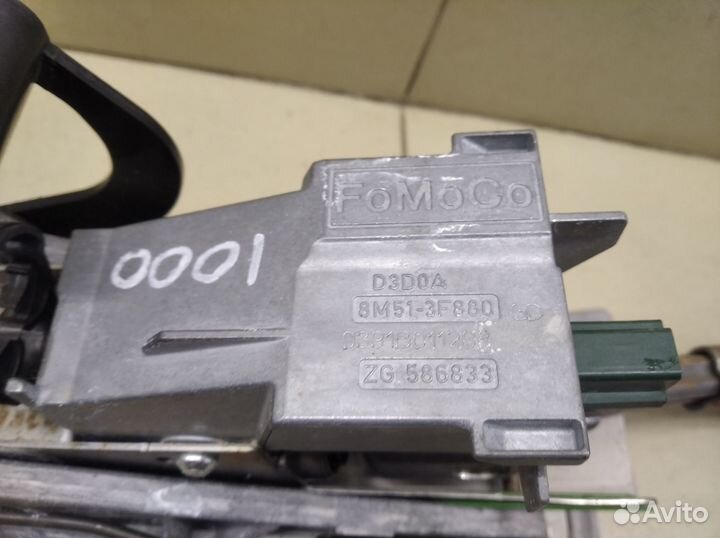 FoMoCo
0001
D3D0A
8M51-3F880
ZG 586833
Avito